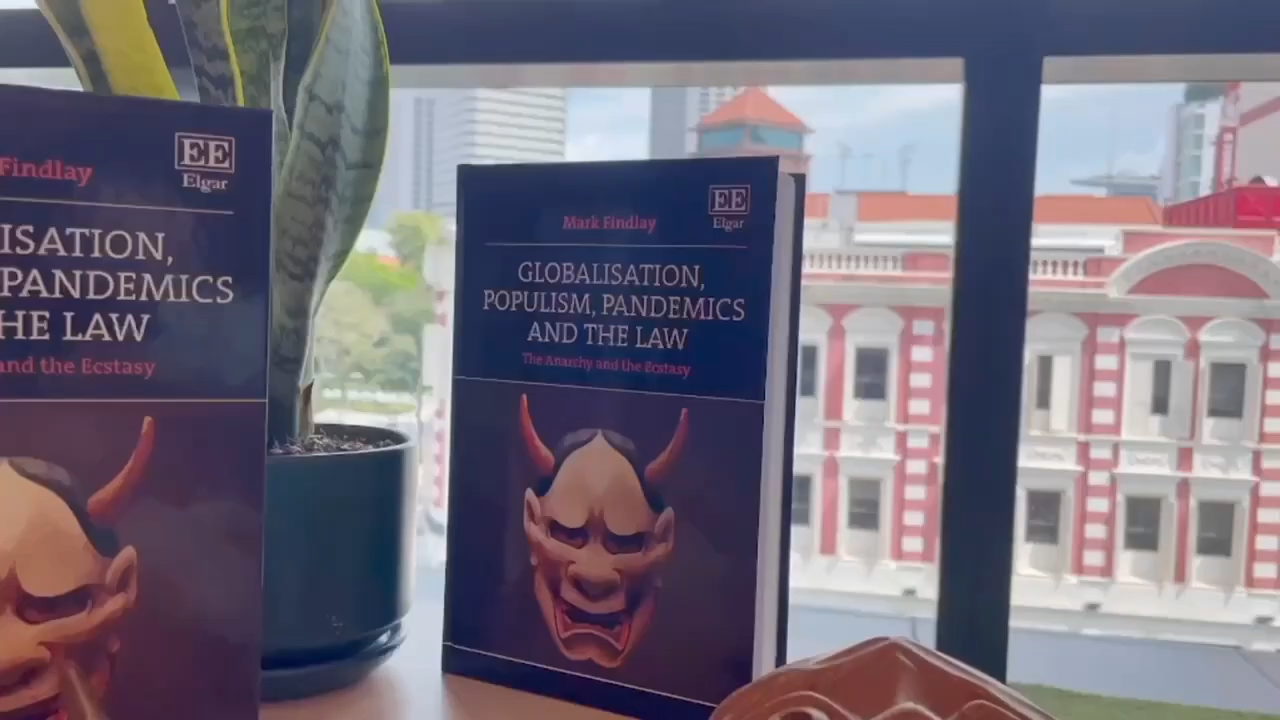 Findlay
EE
Elgar
ISATION,
PANDEMICS
HE LAW
and the Ecstasy
Mark Findlay
EE
Elgar
GLOBALISATION,
POPULISM, PANDEMICS
AND THE LAW
The Anarchy and the Ecstasy